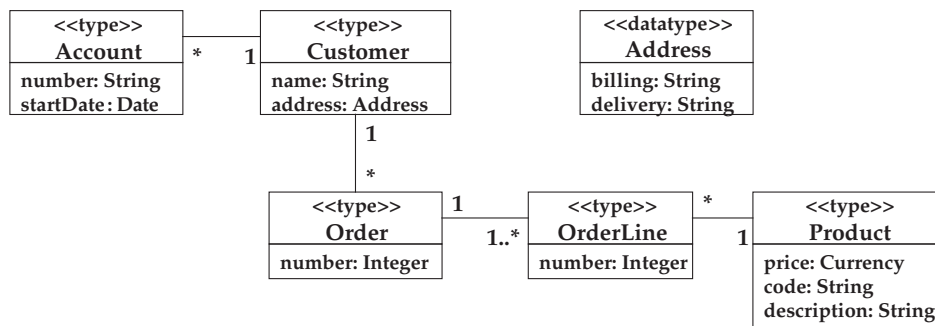 <<type>>
Account
number: String
startDate: Date
*
1
<<type>>
Customer
name: String
address: Address
<<datatype>>
Address
billing: String
delivery: String
1
*
<<type>>
Order
number: Integer
1
1..*
<<type>>
OrderLine
number: Integer
*
1
<<type>>
Product
price: Currency
code: String
description: String